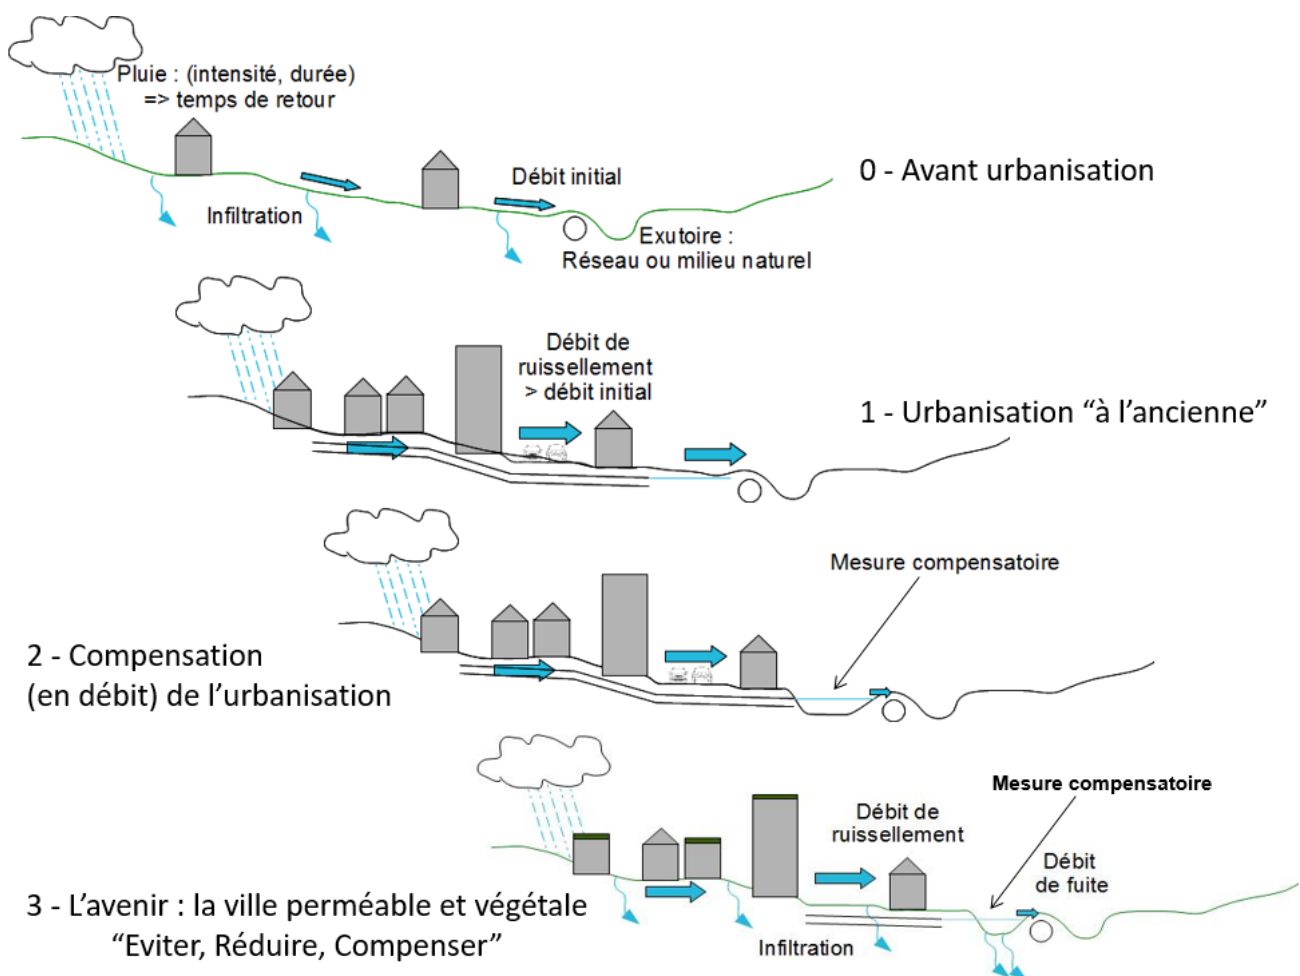 Pluie : (intensité, durée)
=> temps de retour
0 - Avant urbanisation
Débit initial
Infiltration
Exutoire :
Réseau ou milieu naturel
Débit de
ruissellement
> débit initial
1 - Urbanisation “à l’ancienne”
Mesure compensatoire
2 - Compensation
(en débit) de l’urbanisation
Mesure compensatoire
Débit de
ruissellement
Débit
de fuite
3 - L’avenir : la ville perméable et végétale
“Eviter, Réduire, Compenser”
Infiltration